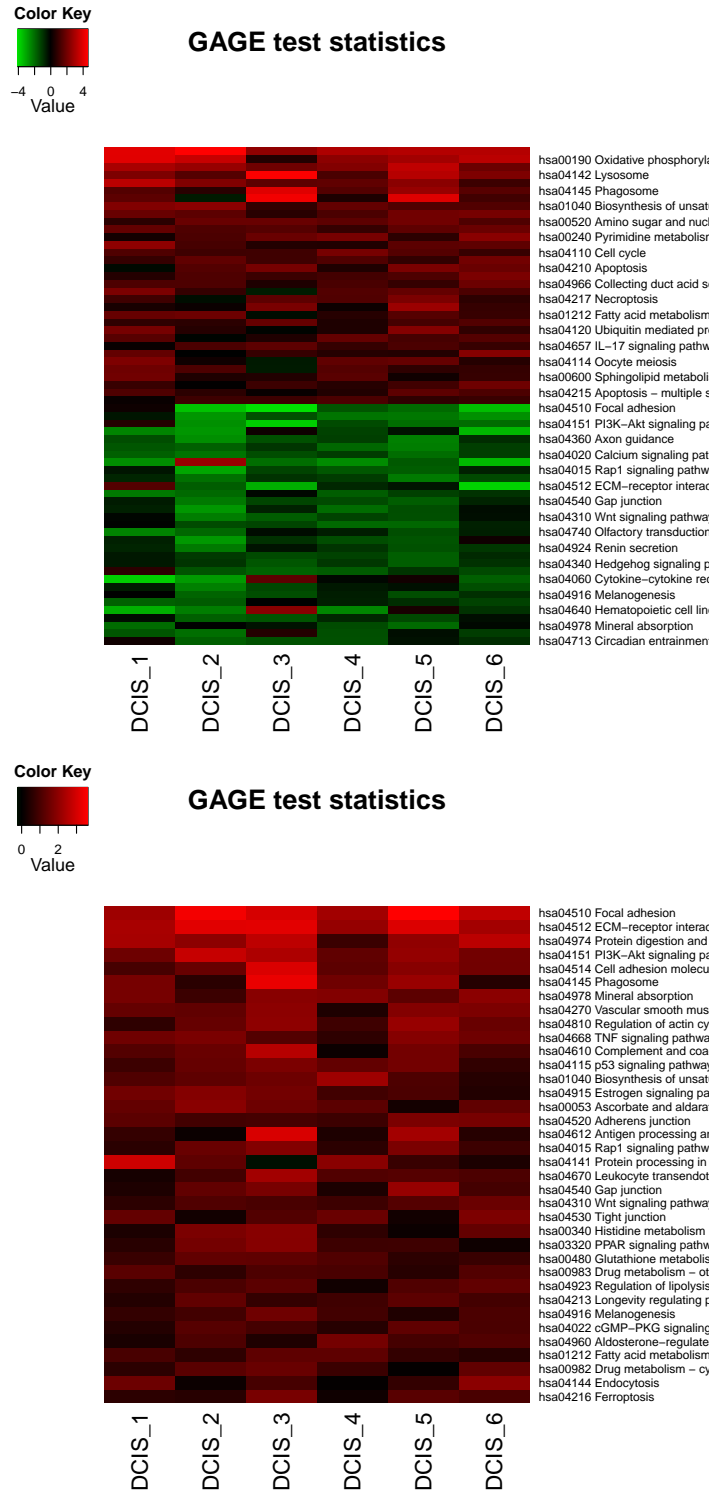 Color Key
−4 0 4
Value
GAGE test statistics
hsa00190 Oxidative phosphoryla
hsa04142 Lysosome
hsa04145 Phagosome
hsa01040 Biosynthesis of unsat
hsa00520 Amino sugar and nucl
hsa00240 Pyrimidine metabolism
hsa04110 Cell cycle
hsa04210 Apoptosis
hsa04966 Collecting duct acid s
hsa04217 Necroptosis
hsa01212 Fatty acid metabolism
hsa04120 Ubiquitin mediated pr
hsa04657 IL−17 signaling pathw
hsa04114 Oocyte meiosis
hsa00600 Sphingolipid metaboli
hsa04215 Apoptosis − multiple s
hsa04510 Focal adhesion
hsa04151 PI3K−Akt signaling pa
hsa04360 Axon guidance
hsa04020 Calcium signaling pat
hsa04015 Rap1 signaling pathw
hsa04512 ECM−receptor interac
hsa04540 Gap junction
hsa04310 Wnt signaling pathway
hsa04740 Olfactory transduction
hsa04924 Renin secretion
hsa04340 Hedgehog signaling p
hsa04060 Cytokine−cytokine rec
hsa04916 Melanogenesis
hsa04640 Hematopoietic cell line
hsa04978 Mineral absorption
hsa04713 Circadian entrainment
DCIS_1 DCIS_2 DCIS_3 DCIS_4 DCIS_5 DCIS_6
Color Key
0 2
Value
GAGE test statistics
hsa04510 Focal adhesion
hsa04512 ECM−receptor interac
hsa04974 Protein digestion and
hsa04151 PI3K−Akt signaling pa
hsa04514 Cell adhesion molecu
hsa04145 Phagosome
hsa04978 Mineral absorption
hsa04270 Vascular smooth mus
hsa04810 Regulation of actin cy
hsa04668 TNF signaling pathwa
hsa04610 Complement and coa
hsa04115 p53 signaling pathway
hsa01040 Biosynthesis of unsat
hsa04915 Estrogen signaling pa
hsa00053 Ascorbate and aldara
hsa04520 Adherens junction
hsa04612 Antigen processing an
hsa04015 Rap1 signaling pathw
hsa04141 Protein processing in
hsa04670 Leukocyte transendot
hsa04540 Gap junction
hsa04310 Wnt signaling pathway
hsa04530 Tight junction
hsa00340 Histidine metabolism
hsa03320 PPAR signaling pathw
hsa00480 Glutathione metabolis
hsa00983 Drug metabolism − ot
hsa04923 Regulation of lipolysis
hsa04213 Longevity regulating p
hsa04916 Melanogenesis
hsa04022 cGMP−PKG signaling
hsa04960 Aldosterone−regulate
hsa01212 Fatty acid metabolism
hsa00982 Drug metabolism − cy
hsa04144 Endocytosis
hsa04216 Ferroptosis
DCIS_1 DCIS_2 DCIS_3 DCIS_4 DCIS_5 DCIS_6